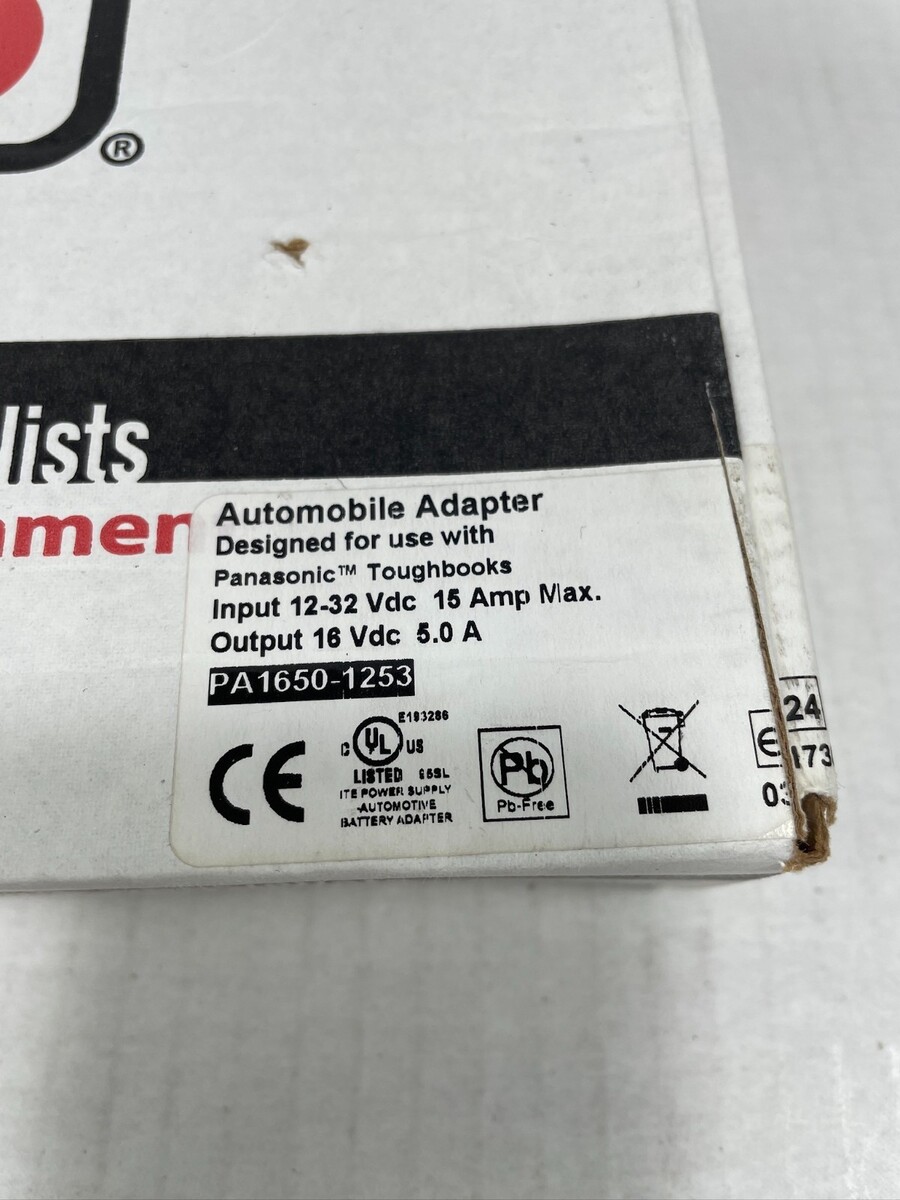 ®
lists
nmen
Automobile Adapter
Designed for use with
Panasonic™ Toughbooks
Input 12-32 Vdc 15 Amp Max.
Output 16 Vdc 5.0 A
PA1650-1253
CE
E193286
C UL US
LISTED
ITE POWER SUPPLY
AUTOMOTIVE
BATTERY ADAPTER
Pb
Pb-Free
24
173
03